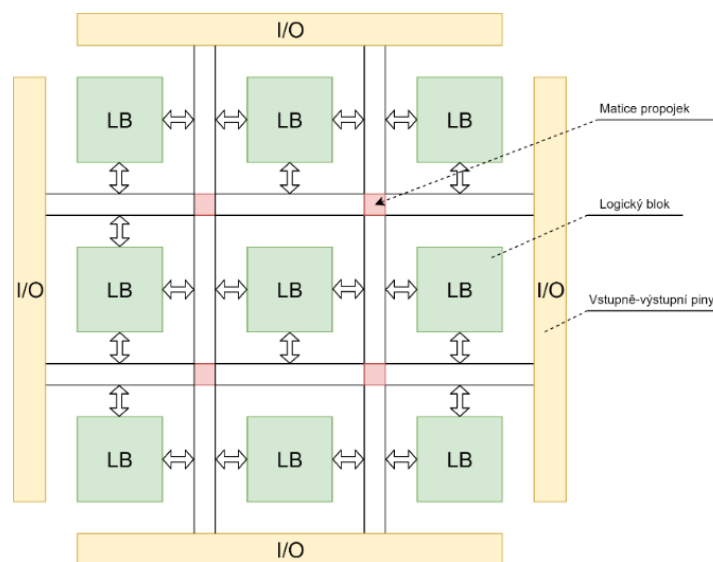 I/O
LB
LB
LB
Matice propojek
Logický blok
I/O
LB
LB
LB
I/O
Vstupně-výstupní piny
LB
LB
LB
I/O